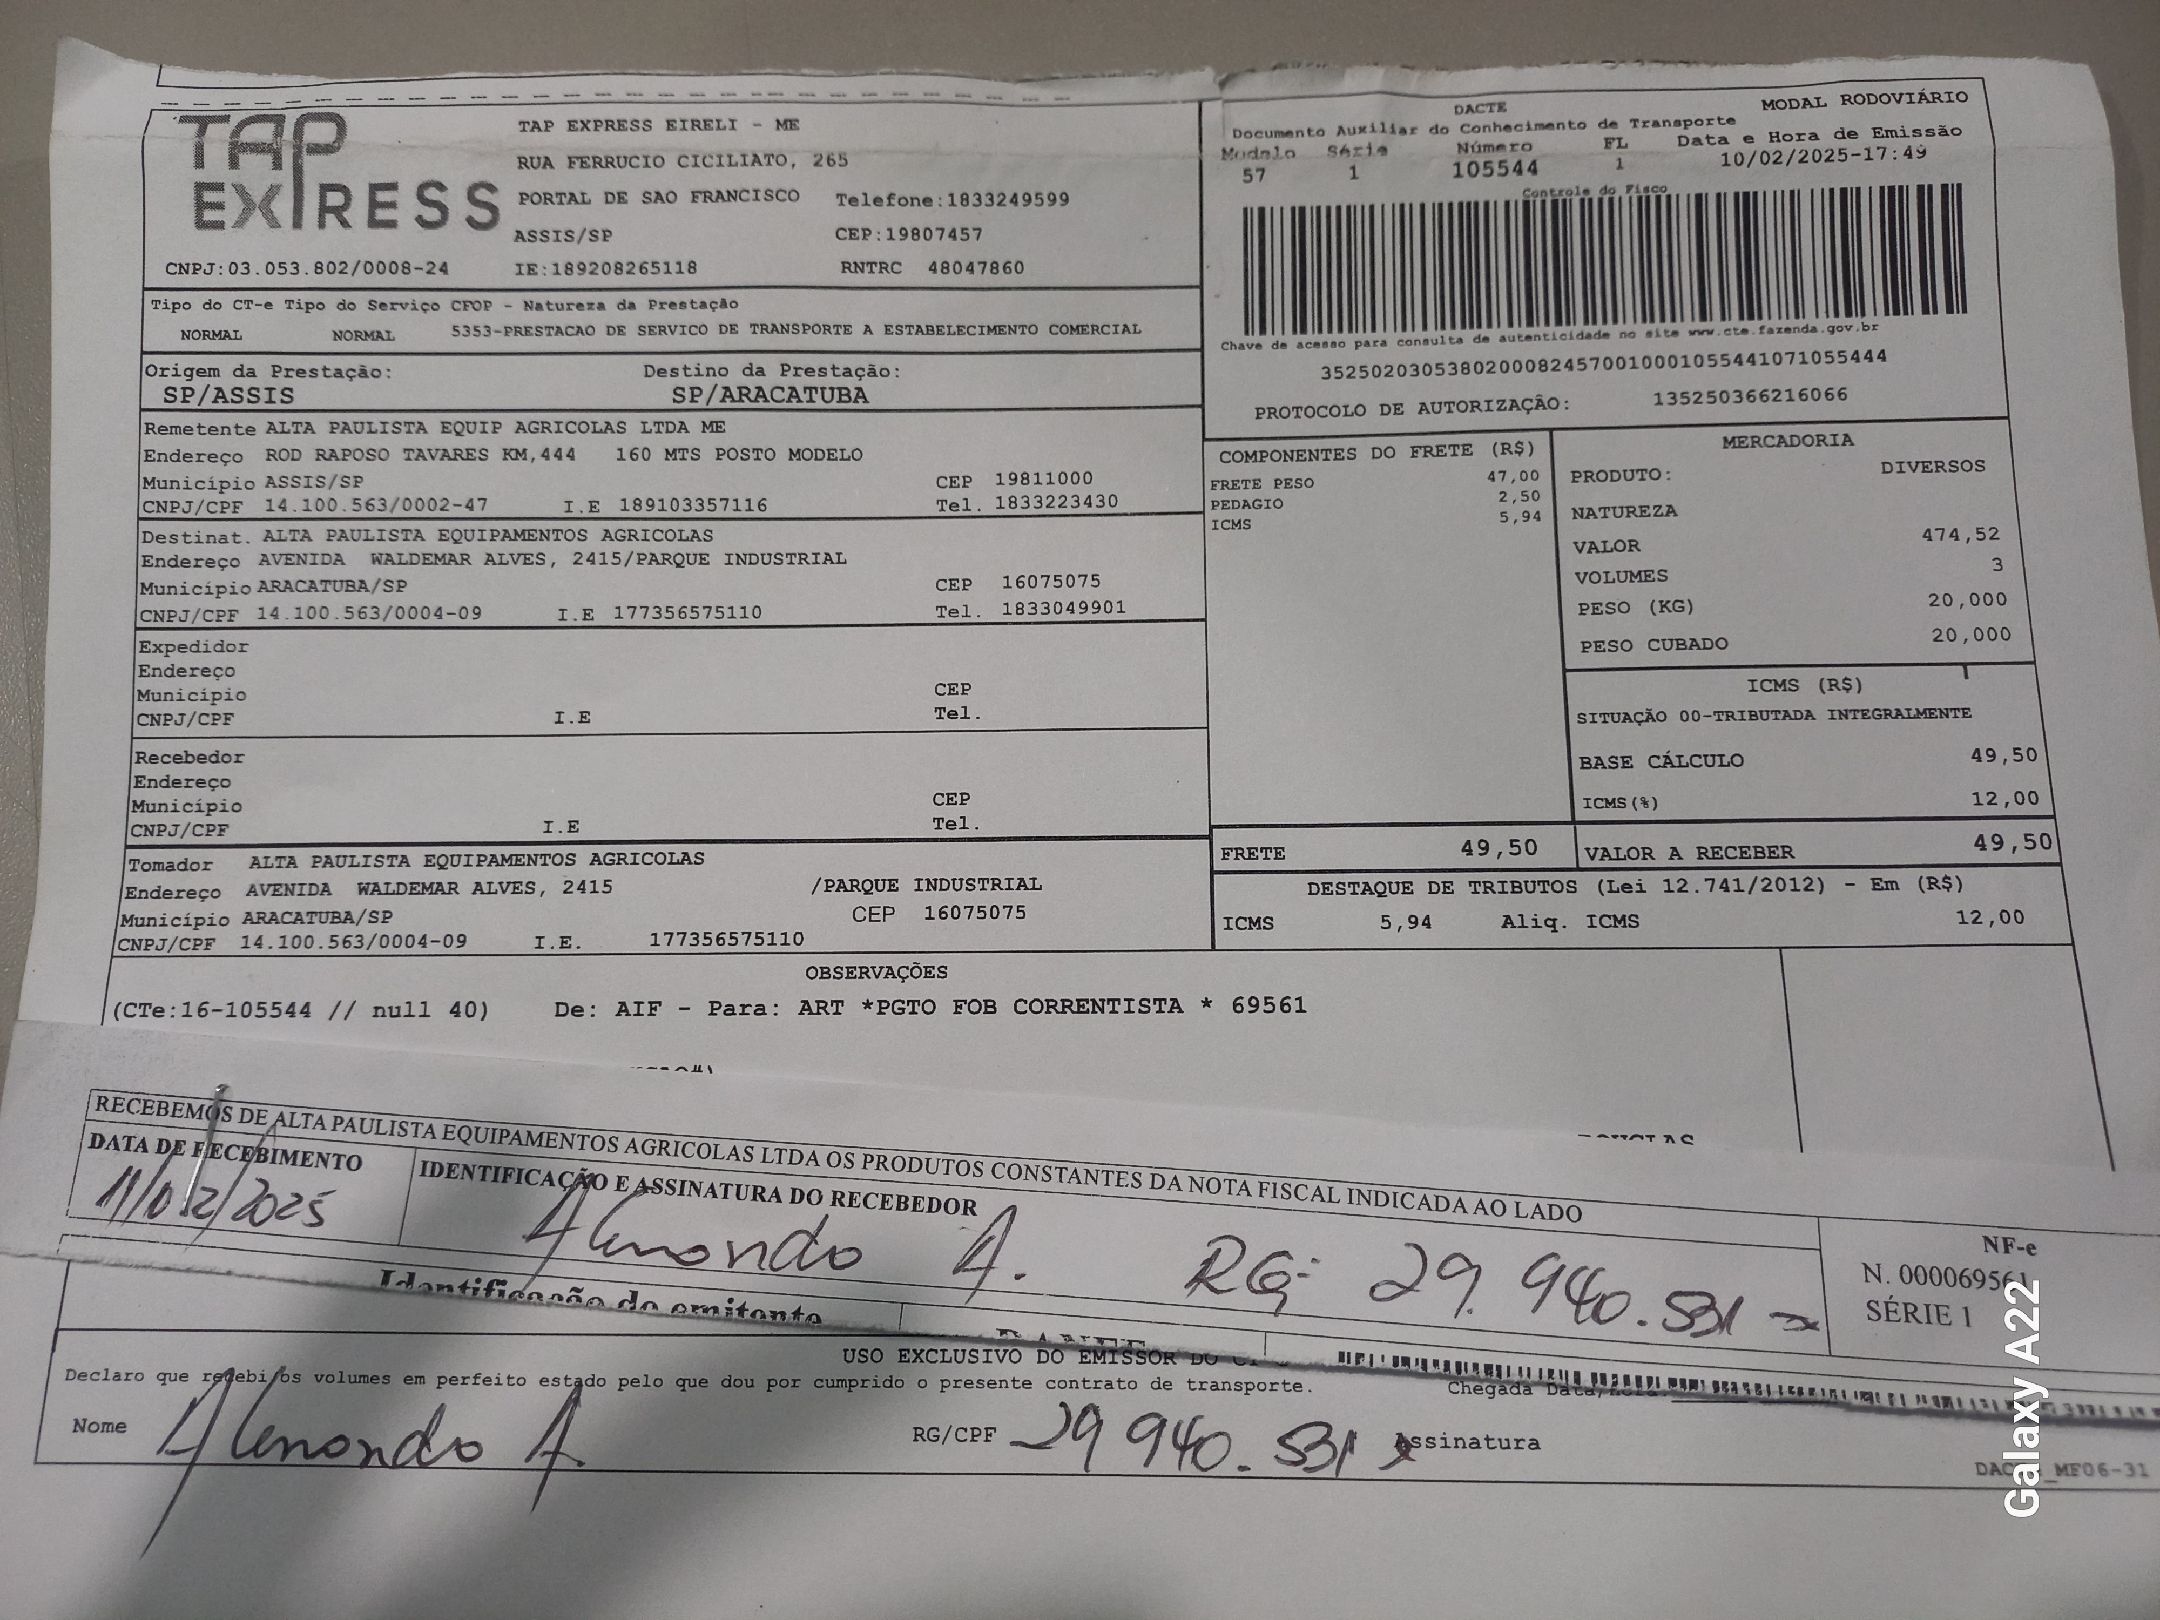 TAP EXPRESS
TAP EXPRESS EIRELI - ME
RUA FERRUCIO CICILIATO, 265
PORTAL DE SAO FRANCISCO Telefone:1833249599
ASSIS/SP CEP:19807457
CNPJ:03.053.802/0008-24 IE:189208265118 RNTRC 48047860
DACTE MODAL RODOVIÁRIO
Documento Auxiliar do Conhecimento de Transporte
Modelo Série Número FL Data e Hora de Emissão
57 1 105544 1 10/02/2025-17:49
Controle do Fisco
Chave de acesso para consulta de autenticidade no site www.cte.fazenda.gov.br
35250203053802000824570010001055441071055444
PROTOCOLO DE AUTORIZAÇÃO: 135250366216066
Tipo do CT-e Tipo do Serviço CFOP - Natureza da Prestação
NORMAL NORMAL 5353-PRESTACAO DE SERVICO DE TRANSPORTE A ESTABELECIMENTO COMERCIAL
Origem da Prestação: Destino da Prestação:
SP/ASSIS SP/ARACATUBA
Remetente ALTA PAULISTA EQUIP AGRICOLAS LTDA ME
Endereço ROD RAPOSO TAVARES KM,444 160 MTS POSTO MODELO
Município ASSIS/SP CEP 19811000
CNPJ/CPF 14.100.563/0002-47 I.E 189103357116 Tel. 1833223430
Destinat. ALTA PAULISTA EQUIPAMENTOS AGRICOLAS
Endereço AVENIDA WALDEMAR ALVES, 2415/PARQUE INDUSTRIAL
Município ARACATUBA/SP CEP 16075075
CNPJ/CPF 14.100.563/0004-09 I.E 177356575110 Tel. 1833049901
Expedidor
Endereço
Município CEP
CNPJ/CPF I.E Tel.
Recebedor
Endereço
Município CEP
CNPJ/CPF I.E Tel.
Tomador ALTA PAULISTA EQUIPAMENTOS AGRICOLAS
Endereço AVENIDA WALDEMAR ALVES, 2415 /PARQUE INDUSTRIAL
Município ARACATUBA/SP CEP 16075075
CNPJ/CPF 14.100.563/0004-09 I.E. 177356575110
COMPONENTES DO FRETE (R$)
FRETE PESO 47,00
PEDAGIO 2,50
ICMS 5,94
MERCADORIA
PRODUTO: DIVERSOS
NATUREZA
VALOR 474,52
VOLUMES 3
PESO (KG) 20,000
PESO CUBADO 20,000
ICMS (R$)
SITUAÇÃO 00-TRIBUTADA INTEGRALMENTE
BASE CÁLCULO 49,50
ICMS(%) 12,00
FRETE 49,50 VALOR A RECEBER 49,50
DESTAQUE DE TRIBUTOS (Lei 12.741/2012) - Em (R$)
ICMS 5,94 Aliq. ICMS 12,00
OBSERVAÇÕES
(CTe:16-105544 // null 40) De: AIF - Para: ART *PGTO FOB CORRENTISTA * 69561
RECEBEMOS DE ALTA PAULISTA EQUIPAMENTOS AGRICOLAS LTDA OS PRODUTOS CONSTANTES DA NOTA FISCAL INDICADA AO LADO
DATA DE RECEBIMENTO IDENTIFICAÇÃO E ASSINATURA DO RECEBEDOR
11/02/2025 A. RG: 29.940.531
NF-e
N. 000069561
SÉRIE 1
Identificação do emitente
USO EXCLUSIVO DO EMISSOR DO
Declaro que recebi os volumes em perfeito estado pelo que dou por cumprido o presente contrato de transporte. Chegada
Nome A. RG/CPF 29 940.531 Assinatura
MF06-31
Galaxy A22